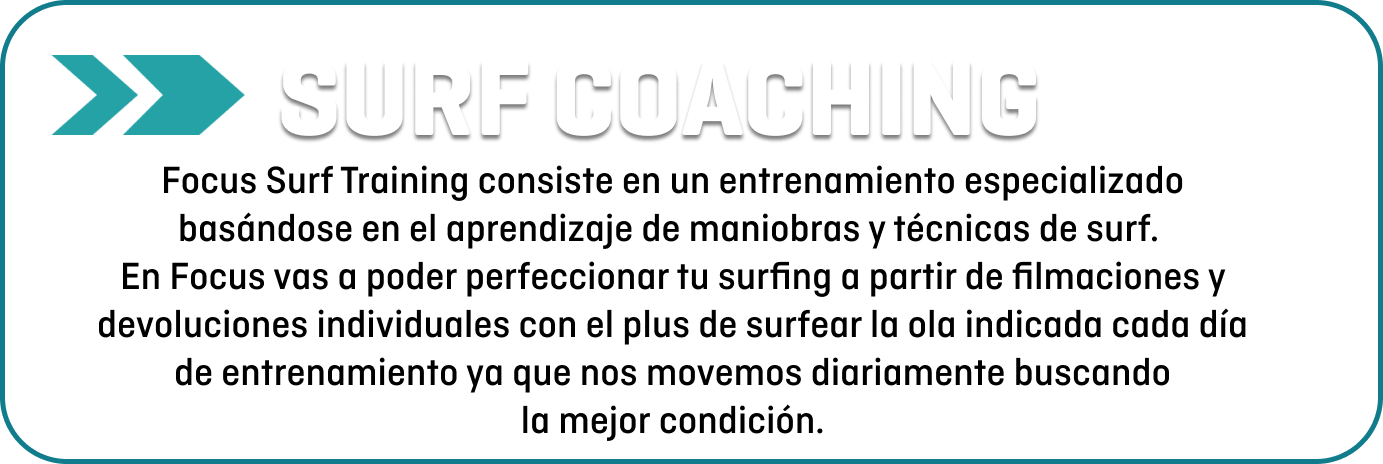 SURF COACHING
Focus Surf Training consiste en un entrenamiento especializado
basándose en el aprendizaje de maniobras y técnicas de surf.
En Focus vas a poder perfeccionar tu surfing a partir de filmaciones y
devoluciones individuales con el plus de surfear la ola indicada cada día
de entrenamiento ya que nos movemos diariamente buscando
la mejor condición.